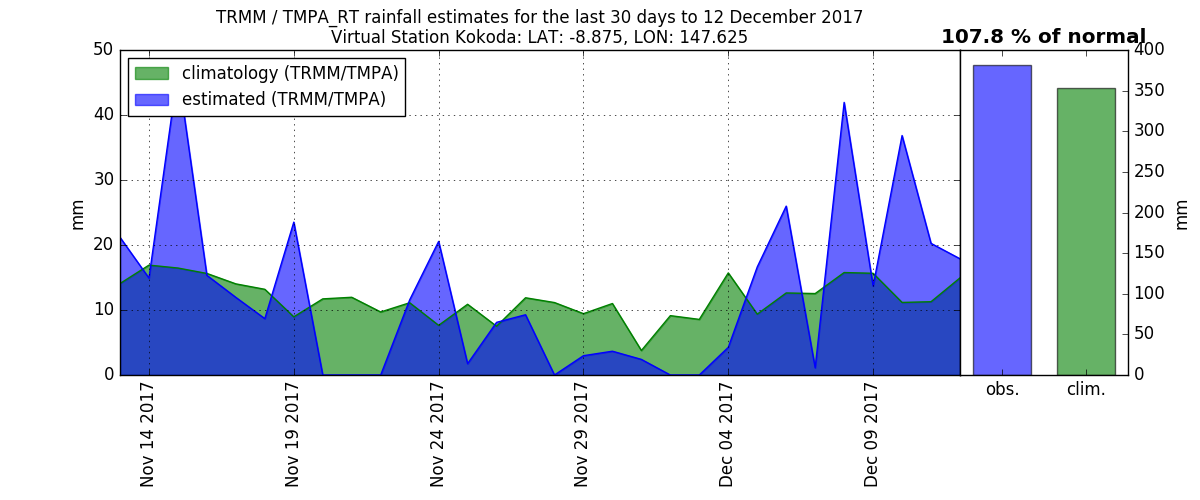 TRMM / TMPA_RT rainfall estimates for the last 30 days to 12 December 2017
Virtual Station Kokoda: LAT: -8.875, LON: 147.625
107.8 % of normal
climatology (TRMM/TMPA)
estimated (TRMM/TMPA)
50
40
30
20
10
0
mm
Nov 14 2017
Nov 19 2017
Nov 24 2017
Nov 29 2017
Dec 04 2017
Dec 09 2017
obs.
clim.
400
350
300
250
200
150
100
50
0
mm